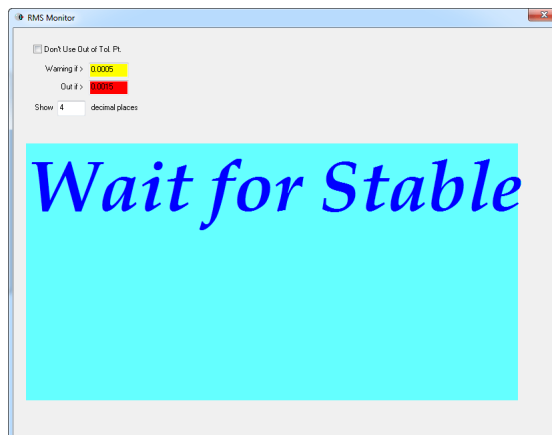 RMS Monitor
Don't Use Out of Tol. Pt.
Warning if > 0.0005
Out if > 0.0015
Show 4 decimal places
Wait for Stable